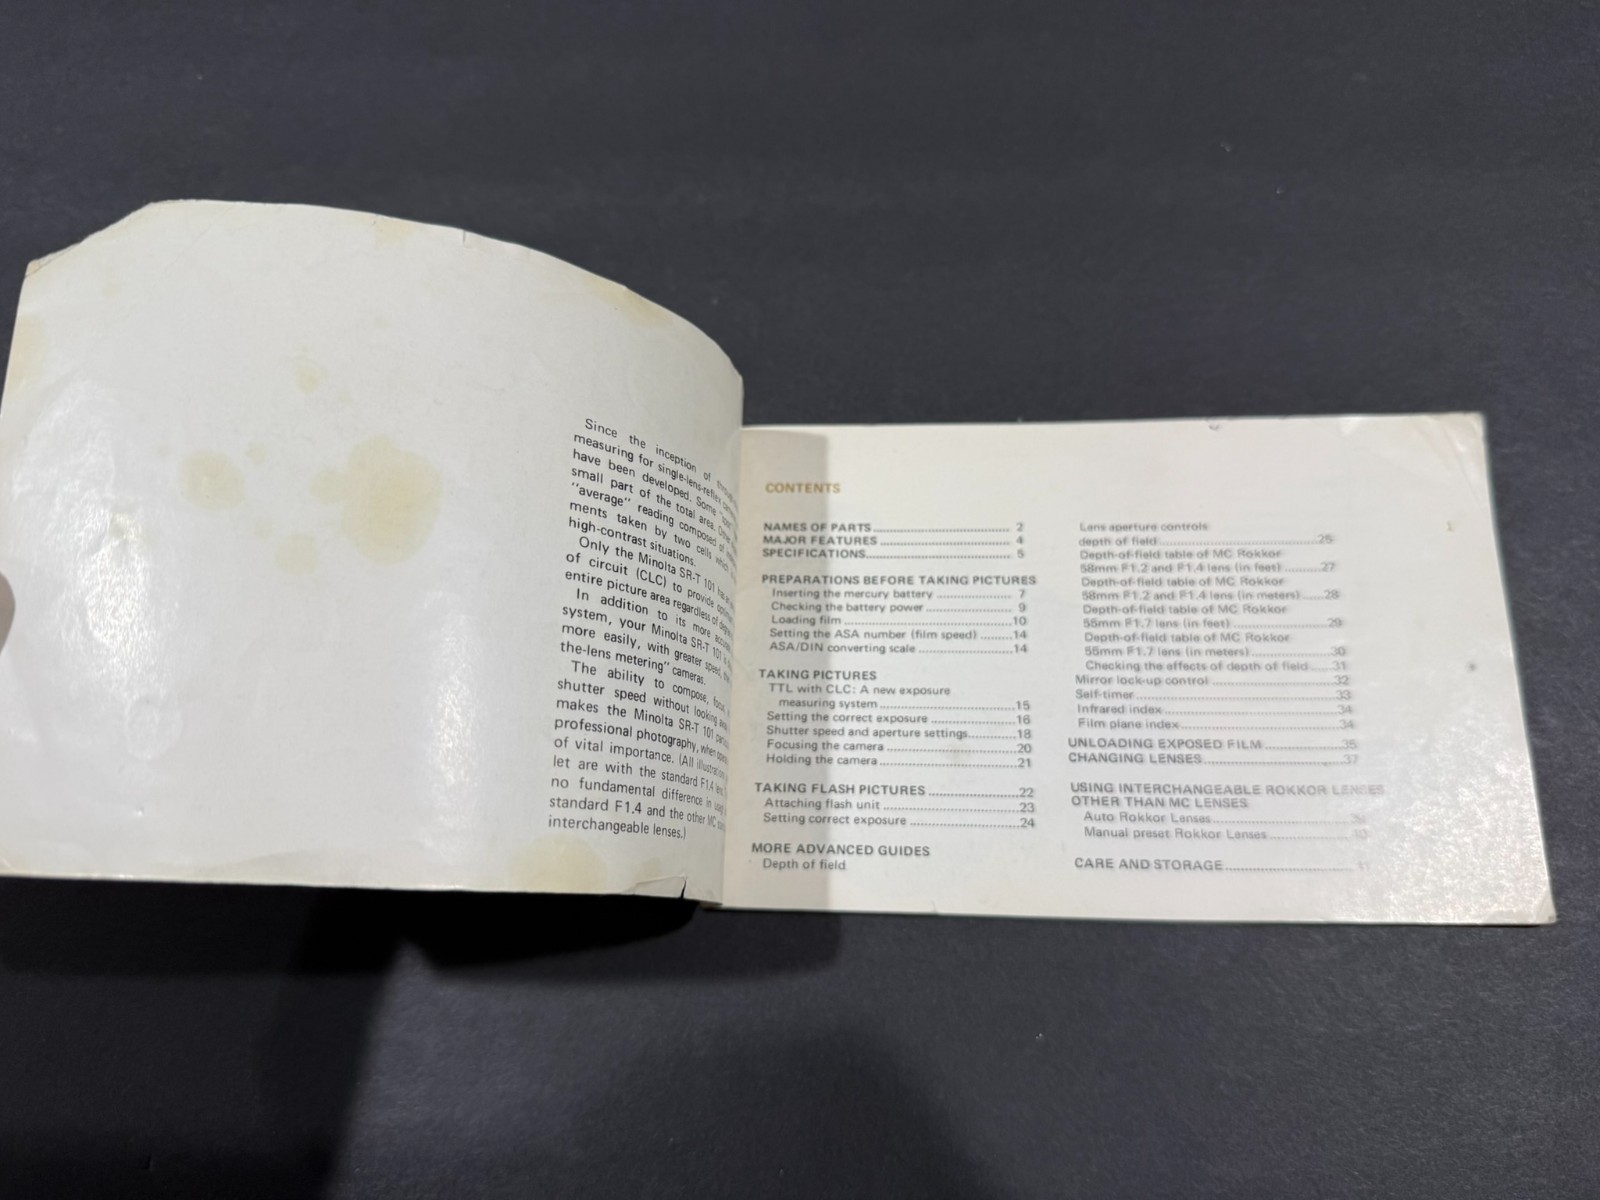 Since the inception of
measuring for single-lens-reflex
have been developed. Some "spot"
small part of the total area. Other
"average" reading composed of
ments taken by two cells which
high-contrast situations.
Only the Minolta SR-T 101 has
of circuit (CLC) to provide
entire picture area regardless of
In addition to its more
system, your Minolta SR-T 101 is
more easily, with greater speed,
the-lens metering" cameras.
The ability to compose, focus,
shutter speed without looking
makes the Minolta SR-T 101
professional photography, when
of vital importance. (All
let are with the standard F1.4
no fundamental difference in
standard F1.4 and the other MC
interchangeable lenses.)
CONTENTS
NAMES OF PARTS ........ 2
MAJOR FEATURES ........ 4
SPECIFICATIONS ........ 5
PREPARATIONS BEFORE TAKING PICTURES
Inserting the mercury battery ........ 7
Checking the battery power ........ 9
Loading film ........ 10
Setting the ASA number (film speed) ........ 14
ASA/DIN converting scale ........ 14
TAKING PICTURES
TTL with CLC: A new exposure
measuring system ........ 15
Setting the correct exposure ........ 16
Shutter speed and aperture settings ........ 18
Focusing the camera ........ 20
Holding the camera ........ 21
TAKING FLASH PICTURES ........ 22
Attaching flash unit ........ 23
Setting correct exposure ........ 24
MORE ADVANCED GUIDES
Depth of field
Lens aperture controls
depth of field ........
Depth-of-field table of MC Rokkor
58mm F1.2 and F1.4 lens (in feet) ........ 27
Depth-of-field table of MC Rokkor
58mm F1.2 and F1.4 lens (in meters) ........ 28
Depth-of-field table of MC Rokkor
55mm F1.7 lens (in feet) ........ 29
Depth-of-field table of MC Rokkor
55mm F1.7 lens (in meters) ........ 30
Checking the effects of depth of field ........ 31
Mirror lock-up control ........ 32
Self-timer ........ 33
Infrared index ........ 34
Film plane index ........ 34
UNLOADING EXPOSED FILM ........ 35
CHANGING LENSES ........ 37
USING INTERCHANGEABLE ROKKOR LENSES
OTHER THAN MC LENSES
Auto Rokkor Lenses ........
Manual preset Rokkor Lenses ........
CARE AND STORAGE ........